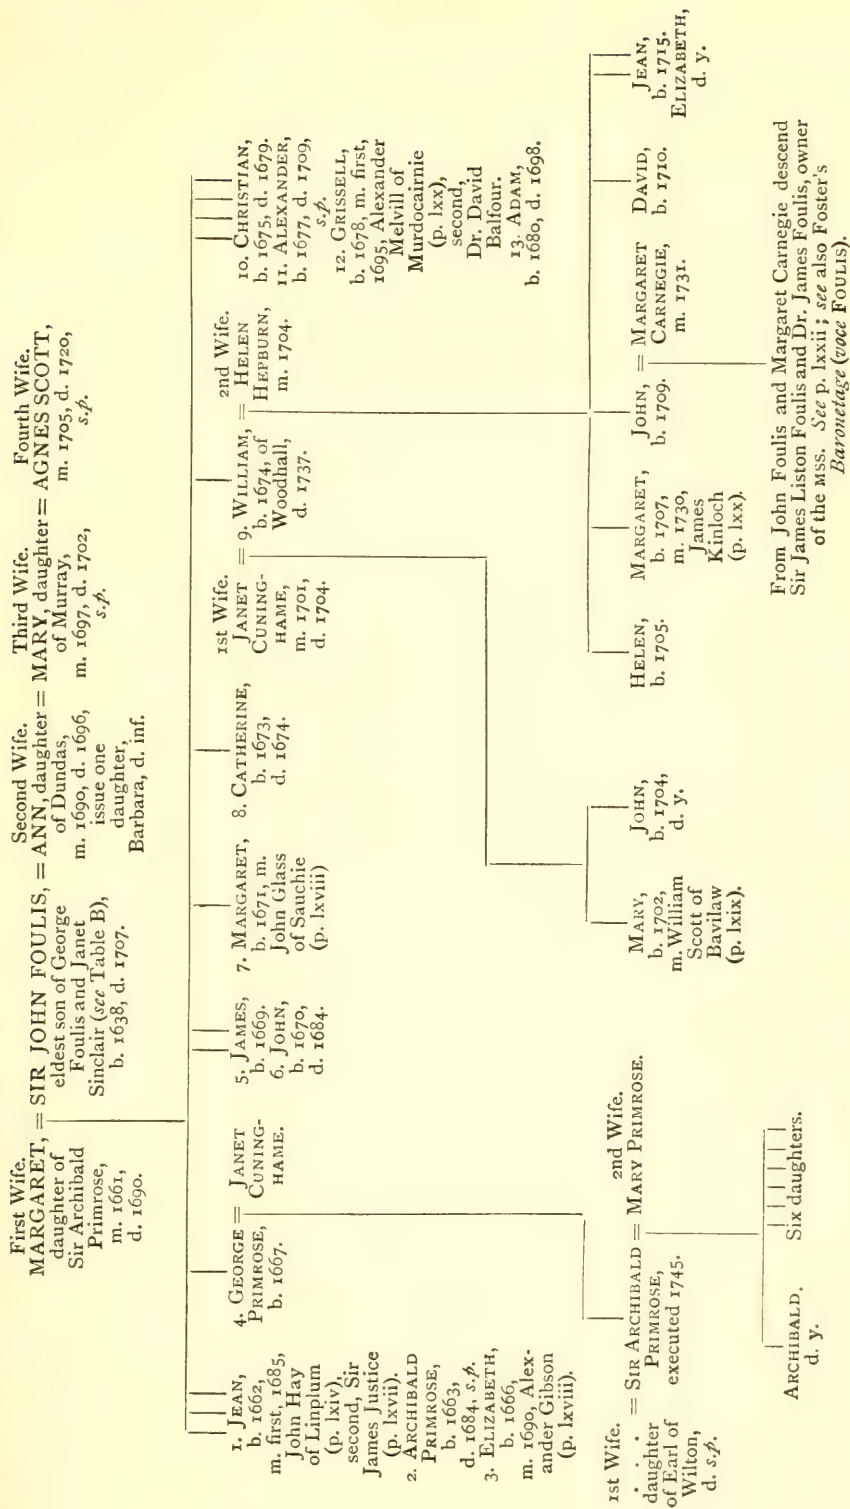 First Wife.
MARGARET, = SIR JOHN FOULIS, = ANN, daughter = MARY, daughter = AGNES SCOTT,
daughter of
Sir Archibald
Primrose,
m. 1661,
d. 1690.
eldest son of George
Foulis and Janet
Sinclair (see Table B),
b. 1638, d. 1707.
Second Wife.
of Dundas,
m. 1690, d. 1696,
issue one
daughter,
Barbara, d. inf.
Third Wife.
of Murray,
m. 1697, d. 1702,
s.p.
Fourth Wife.
m. 1705, d. 1720,
s.p.
1. JEAN,
b. 1662,
m. first, 1685,
John Hay
of Linplum
(p. lxiv),
second, Sir
James Justice
(p. lxvii).
2. ARCHIBALD
PRIMROSE,
b. 1663,
d. 1684, s.p.
3. ELIZABETH,
b. 1666,
m. 1690, Alex-
ander Gibson
(p. lxviii).
4. GEORGE =
PRIMROSE,
b. 1667.
JANET
CUNING-
HAME.
5. JAMES,
b. 1669.
6. JOHN,
b. 1670,
d. 1684.
7. MARGARET,
b. 1671, m.
John Glass
of Sauchie
(p. lxviii)
8. CATHERINE,
b. 1673,
d. 1674.
1st Wife.
JANET
CUNING-
HAME,
m. 1701,
d. 1704.
= 9. WILLIAM, =
b. 1674, of
Woodhall,
d. 1737.
2nd Wife.
HELEN
HEPBURN,
m. 1704.
10. CHRISTIAN,
b. 1675, d. 1679.
11. ALEXANDER,
b. 1677, d. 1709,
s.p.
12. GRISSELL,
b. 1678, m. first,
1695, Alexander
Melvill of
Murdocairnie
(p. lxx),
second,
Dr. David
Balfour.
13. ADAM,
b. 1680, d. 1698.
1st Wife.
. . . . = SIR ARCHIBALD = MARY PRIMROSE.
daughter
of Earl of
Wilton,
d. s.p.
PRIMROSE,
executed 1745.
2nd Wife.
MARY,
b. 1702,
m. William
Scott of
Bavilaw
(p. lxix).
JOHN,
b. 1704,
d. y.
HELEN,
b. 1705.
MARGARET,
b. 1707,
m. 1730,
James
Kinloch
(p. lxx).
JOHN, =
b. 1709.
MARGARET
CARNEGIE,
m. 1731.
DAVID,
b. 1710.
JEAN,
b. 1715.
ELIZABETH,
d. y.
ARCHIBALD.
d. y.
Six daughters.
From John Foulis and Margaret Carnegie descend
Sir James Liston Foulis and Dr. James Foulis, owner
of the MSS. See p. lxxii ; see also Foster's
Baronetage (voce FOULIS).